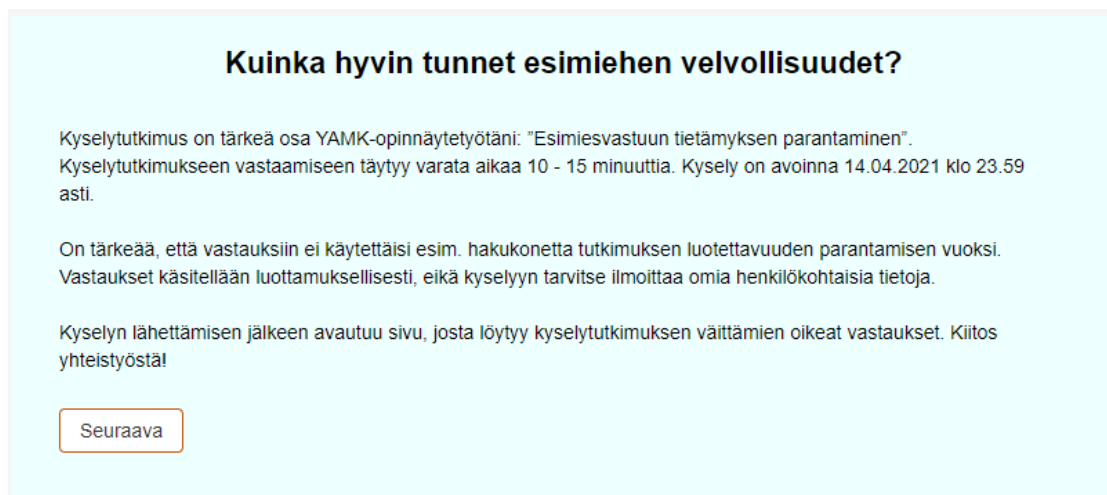 Kuinka hyvin tunnet esimiehen velvollisuudet?
Kyselytutkimus on tärkeä osa YAMK-opinnäytetyötäni: ”Esimiesvastuun tietämyksen parantaminen”.
Kyselytutkimukseen vastaamiseen täytyy varata aikaa 10 - 15 minuuttia. Kysely on avoinna 14.04.2021 klo 23.59
asti.
On tärkeää, että vastauksiin ei käytettäisi esim. hakukonetta tutkimuksen luotettavuuden parantamisen vuoksi.
Vastaukset käsitellään luottamuksellisesti, eikä kyselyyn tarvitse ilmoittaa omia henkilökohtaisia tietoja.
Kyselyn lähettämisen jälkeen avautuu sivu, josta löytyy kyselytutkimuksen väittämien oikeat vastaukset. Kiitos
yhteistyöstä!
Seuraava